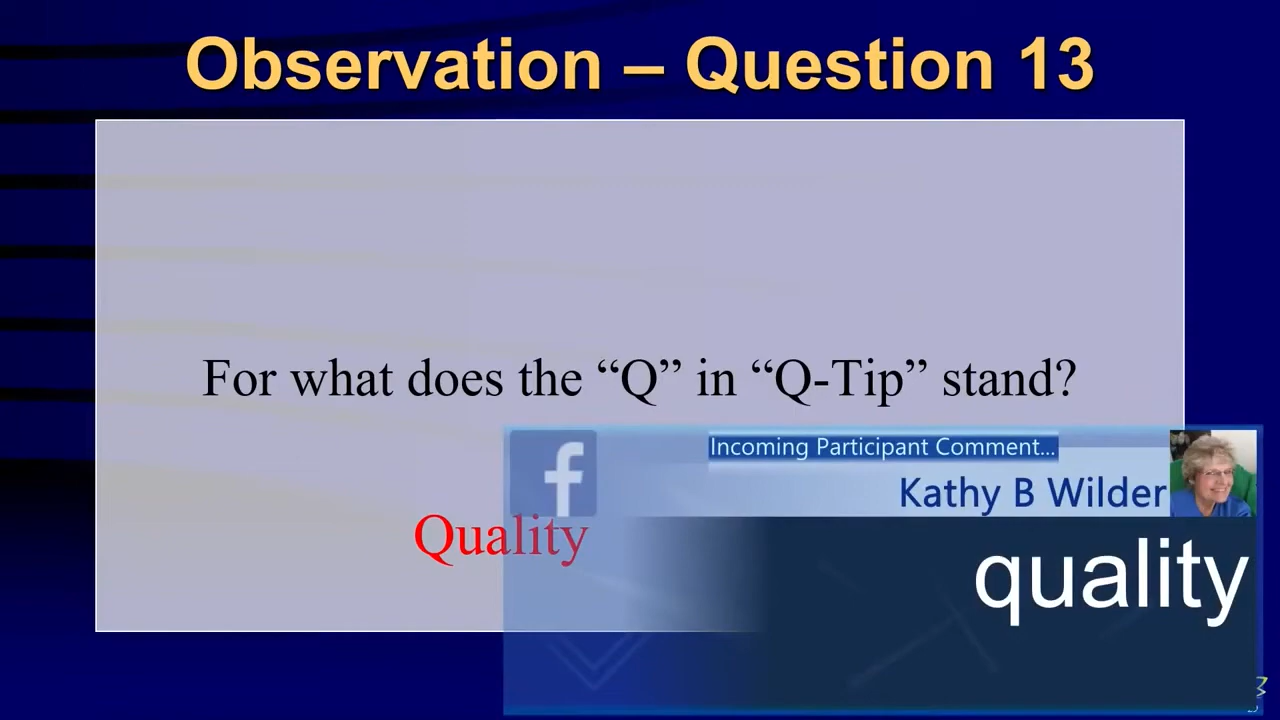 Observation – Question 13
For what does the “Q” in “Q-Tip” stand?
Incoming Participant Comment...
Kathy B Wilder
Quality
quality